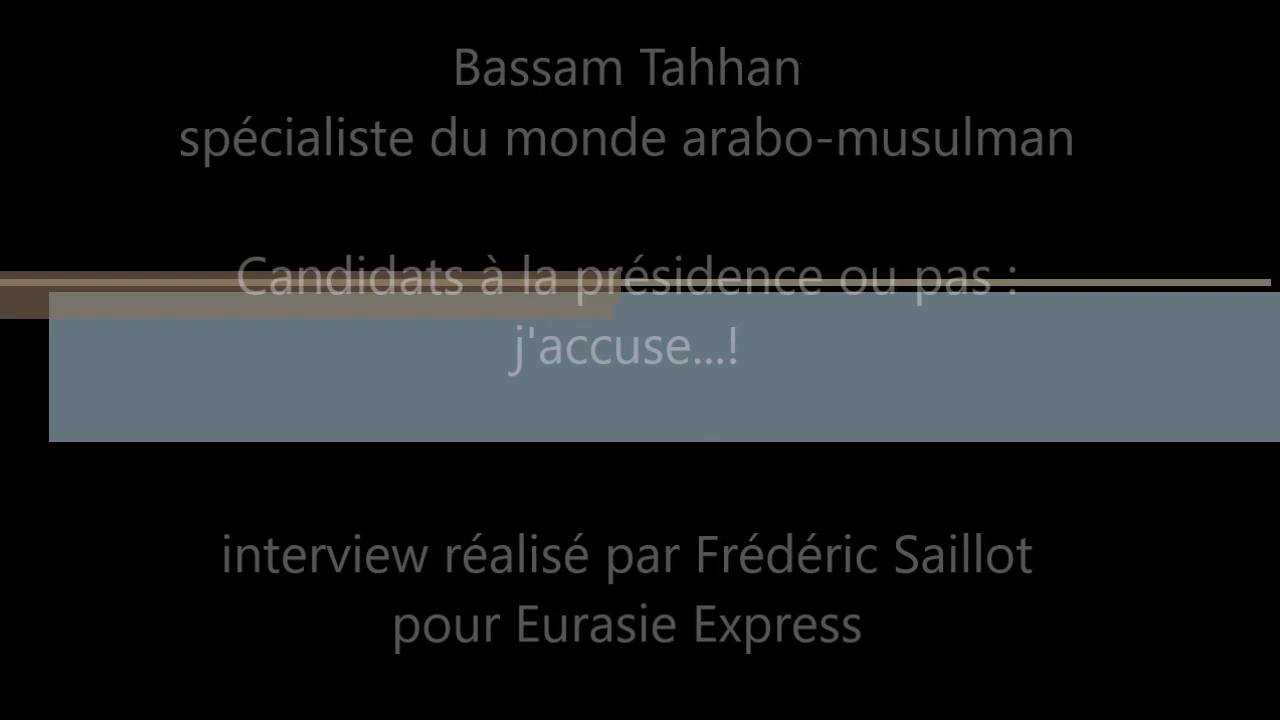 Bassam Tahhan
spécialiste du monde arabo-musulman
Candidats à la présidence ou pas :
j'accuse...!
interview réalisé par Frédéric Saillot
pour Eurasie Express